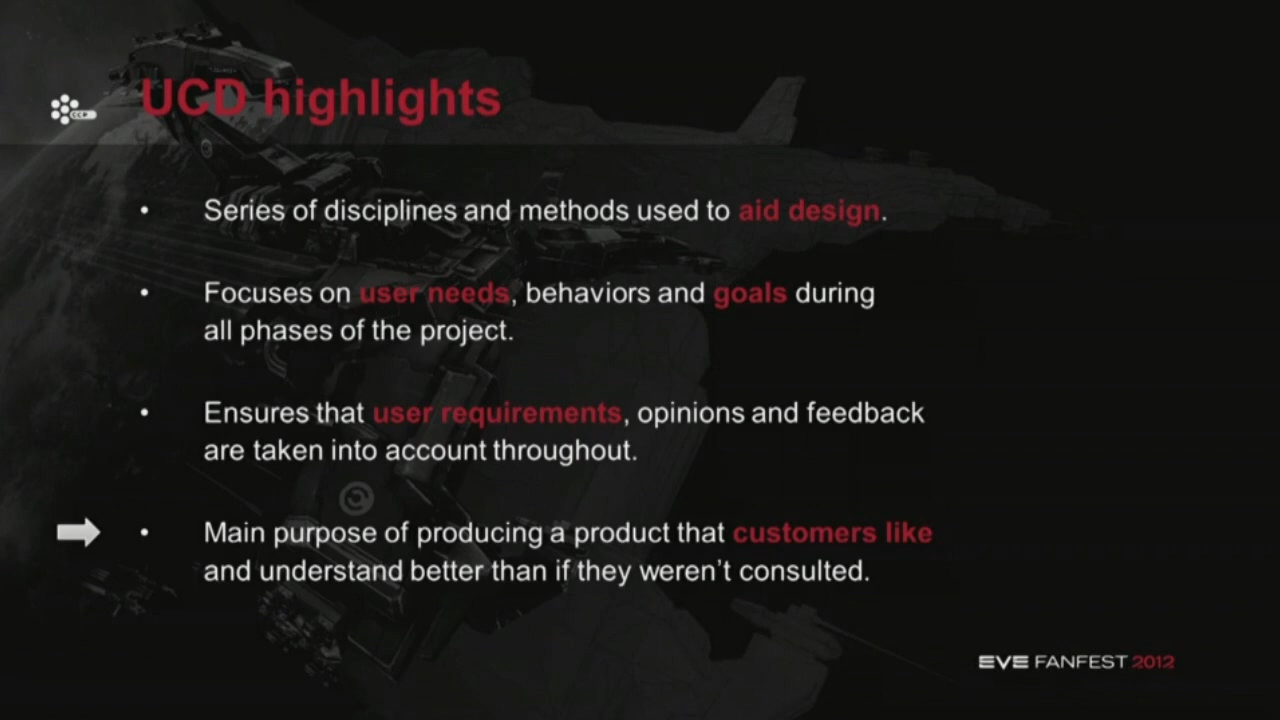 UCD highlights
CCP
• Series of disciplines and methods used to aid design.
• Focuses on user needs, behaviors and goals during
all phases of the project.
• Ensures that user requirements, opinions and feedback
are taken into account throughout.
• Main purpose of producing a product that customers like
and understand better than if they weren’t consulted.
EVE FANFEST 2012